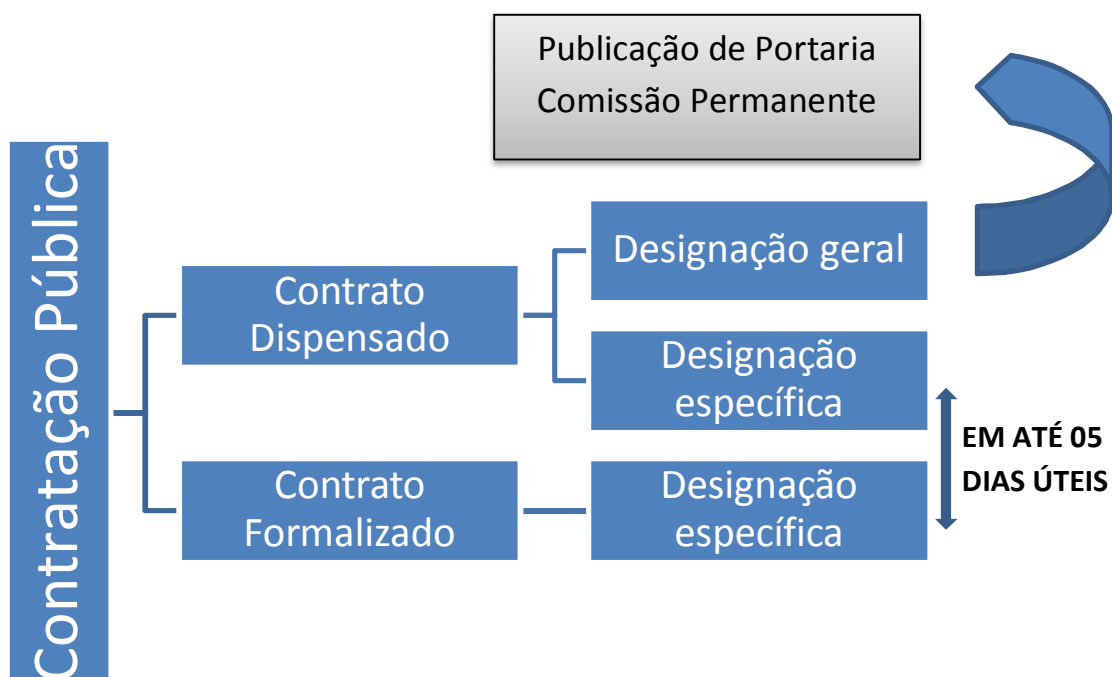 Publicação de Portaria
Comissão Permanente
Contratação Pública
Contrato
Dispensado
Designação geral
Designação
específica
Contrato
Formalizado
Designação
específica
EM ATÉ 05
DIAS ÚTEIS